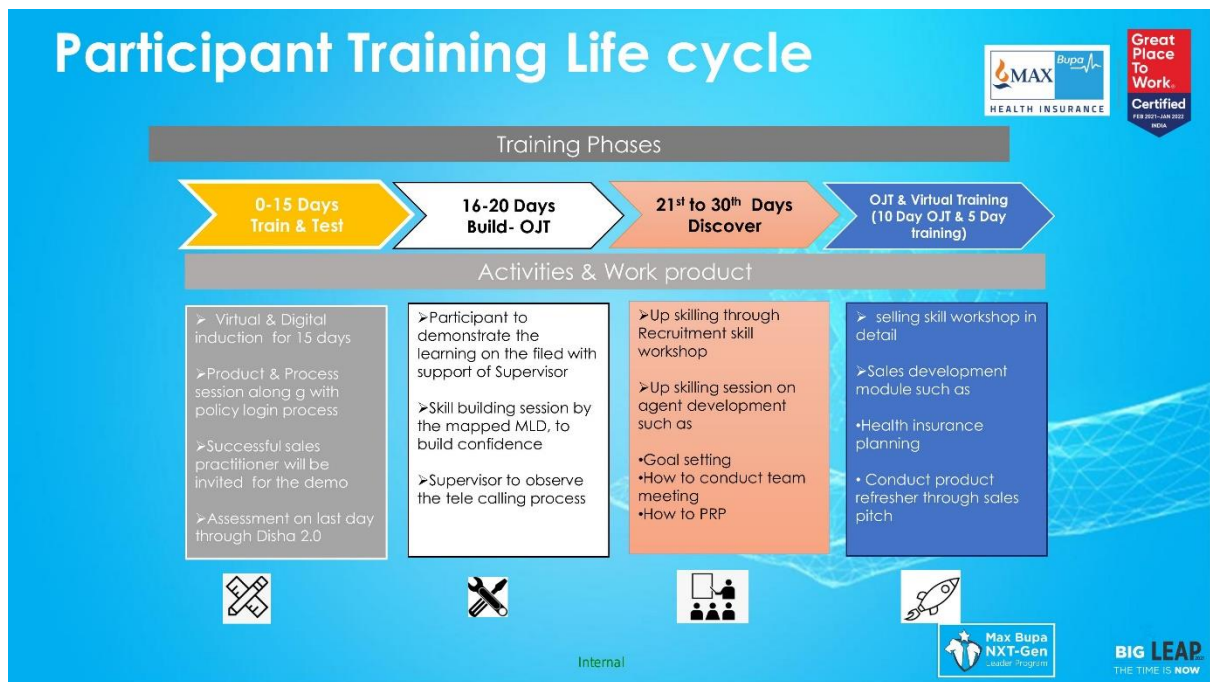 Participant Training Life cycle
MAX
Bupa
HEALTH INSURANCE
Great
Place
To
Work®
Certified
FEB 2021-JAN 2022
INDIA
Training Phases
0-15 Days
Train & Test
16-20 Days
Build- OJT
21st to 30th Days
Discover
OJT & Virtual Training
(10 Day OJT & 5 Day
training)
Activities & Work product
➢ Virtual & Digital
induction for 15 days
➢Product & Process
session along g with
policy login process
➢Successful sales
practitioner will be
invited for the demo
➢Assessment on last day
through Disha 2.0
➢Participant to
demonstrate the
learning on the filed with
support of Supervisor
➢Skill building session by
the mapped MLD, to
build confidence
➢Supervisor to observe
the tele calling process
➢Up skilling through
Recruitment skill
workshop
➢Up skilling session on
agent development
such as
•Goal setting
•How to conduct team
meeting
•How to PRP
➢ selling skill workshop in
detail
➢Sales development
module such as
•Health insurance
planning
• Conduct product
refresher through sales
pitch
Internal
Max Bupa
NXT-Gen
Leader Program
BIG LEAP
THE TIME IS NOW